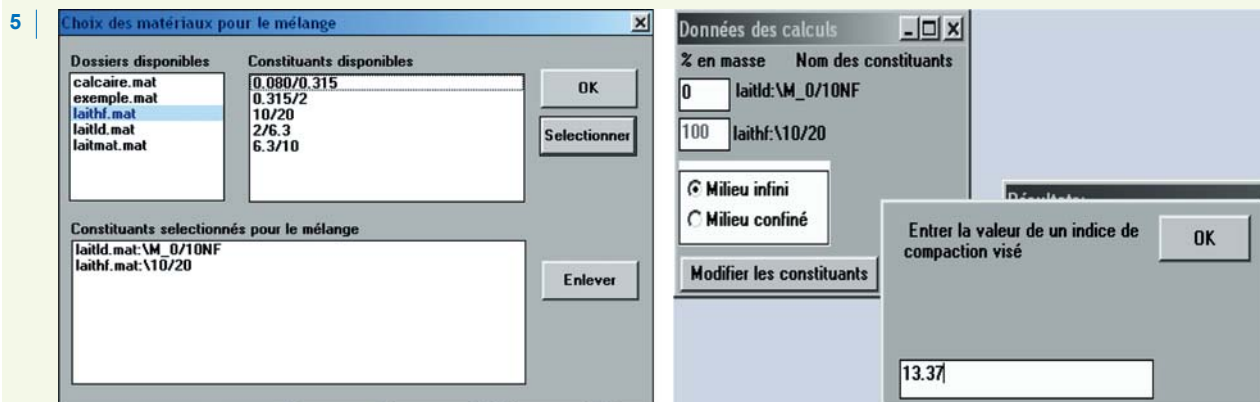 5
Choix des matériaux pour le mélange
Dossiers disponibles
calcaire.mat
exemple.mat
laithf.mat
laitld.mat
laitmat.mat
Constituants disponibles
0.080/0.315
0.315/2
10/20
2/6.3
6.3/10
OK
Selectionner
Constituants selectionnés pour le mélange
laitld.mat:\M_0/10NF
laithf.mat:\10/20
Enlever
Données des calculs
% en masse Nom des constituants
0 laitld:\M_0/10NF
100 laithf:\10/20
Milieu infini
Milieu confiné
Modifier les constituants
Entrer la valeur de un indice de
compaction visé
OK
13.37